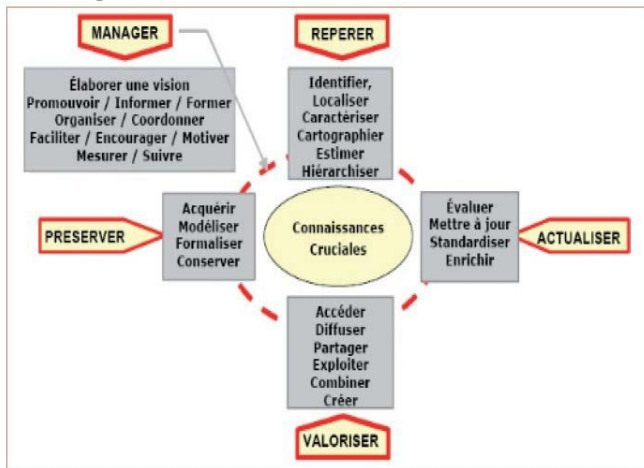 MANAGER
Élaborer une vision
Promouvoir / Informer / Former
Organiser / Coordonner
Faciliter / Encourager / Motiver
Mesurer / Suivre
REPERER
Identifier,
Localiser
Caractériser
Cartographier
Estimer
Hiérarchiser
PRESERVER
Acquérir
Modéliser
Formaliser
Conserver
Connaissances
Cruciales
Évaluer
Mettre à jour
Standardiser
Enrichir
ACTUALISER
Accéder
Diffuser
Partager
Exploiter
Combiner
Créer
VALORISER